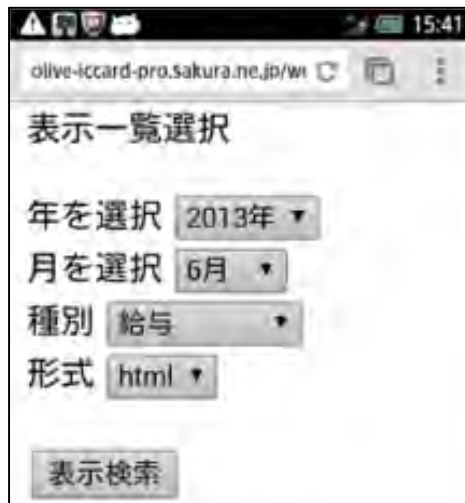 15:41
olive-iccard-pro.sakura.ne.jp/we
表示一覧選択
年を選択 2013年
月を選択 6月
種別 給与
形式 html
表示検索